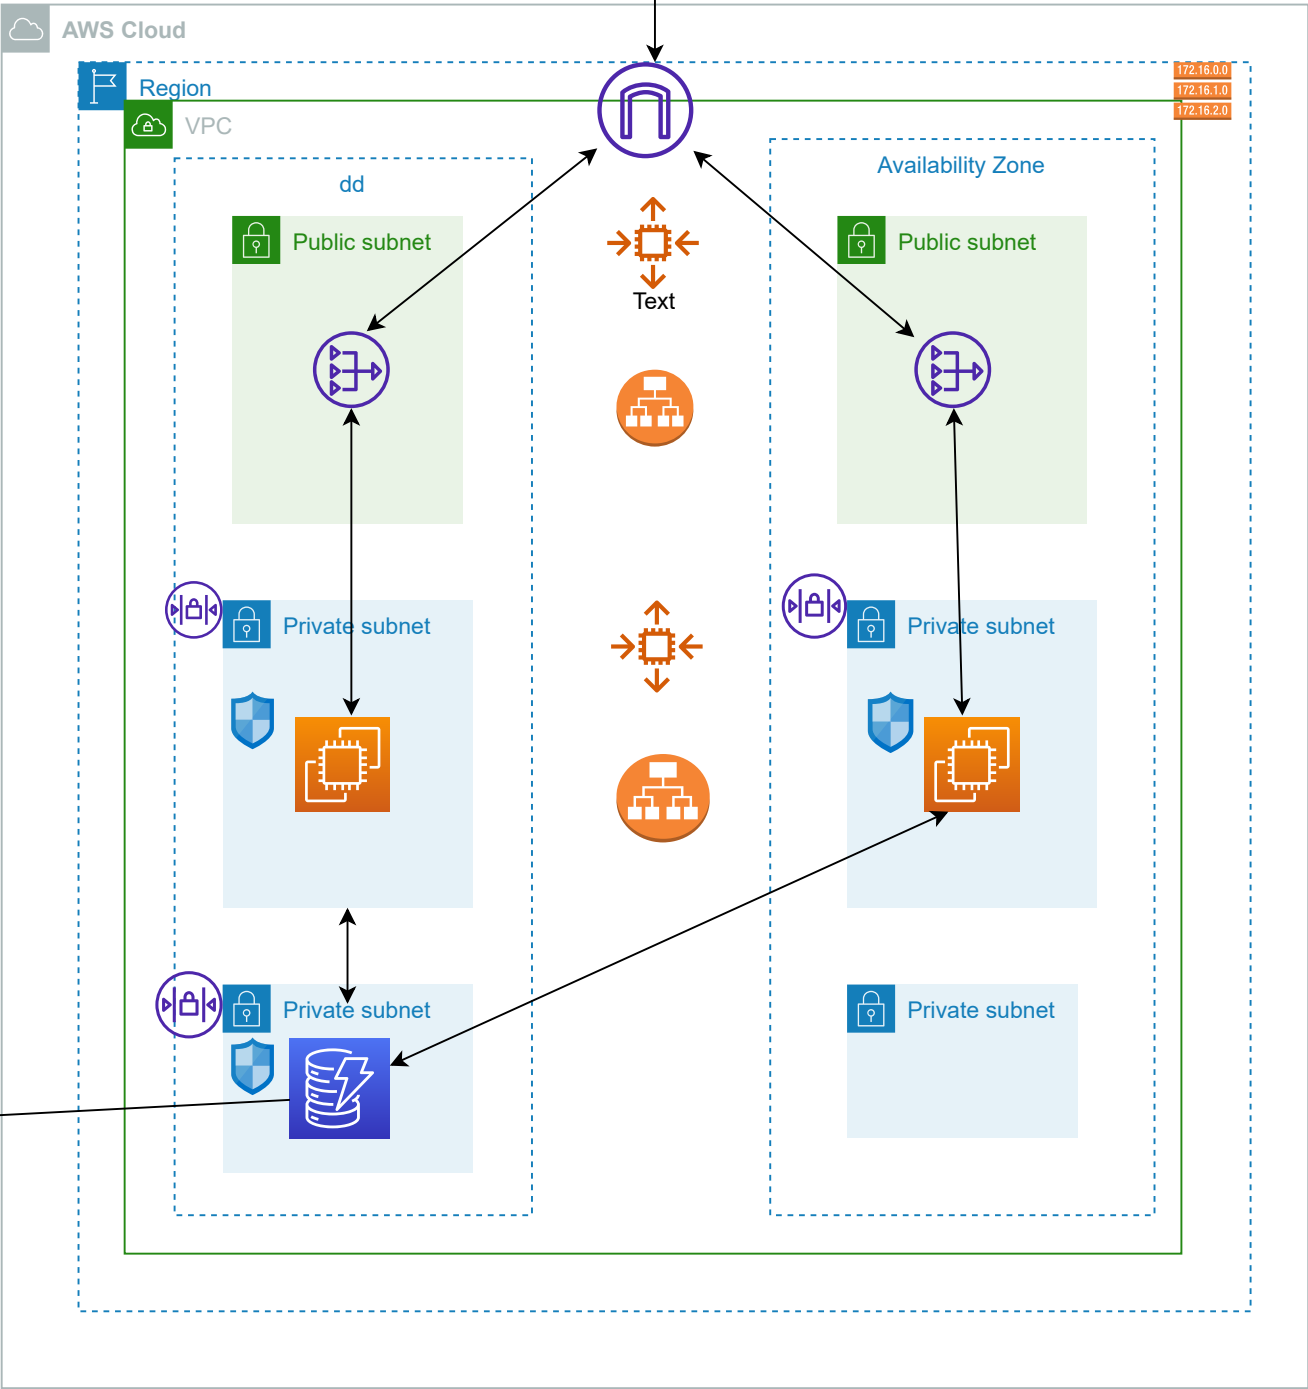 AWS Cloud
Region
172.16.0.0
172.16.1.0
172.16.2.0
VPC
dd
Availability Zone
Public subnet
Public subnet
Text
Private subnet
Private subnet
Private subnet
Private subnet